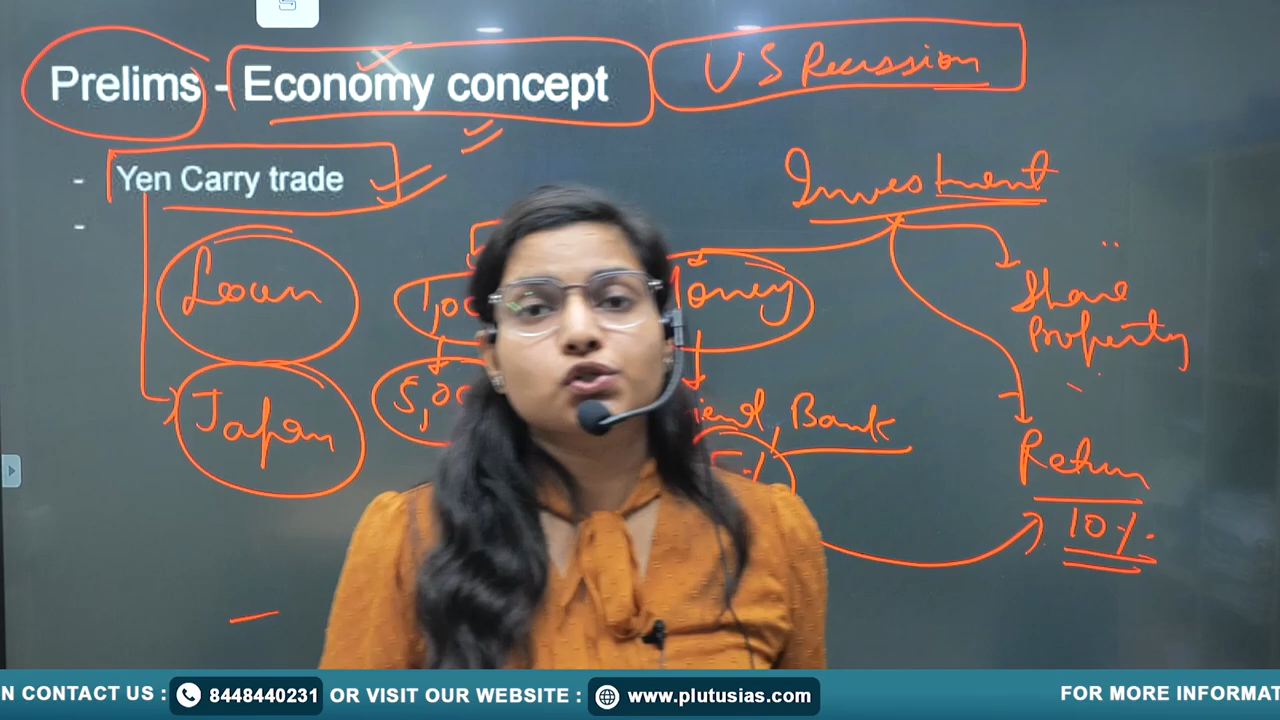 Prelims - Economy concept
US Recession
- Yen Carry trade
-
Investment
Loan
Japan
Money
Bank
5%
Share
Property
Return
10%
N CONTACT US : 8448440231 OR VISIT OUR WEBSITE : www.plutusias.com FOR MORE INFORMAT